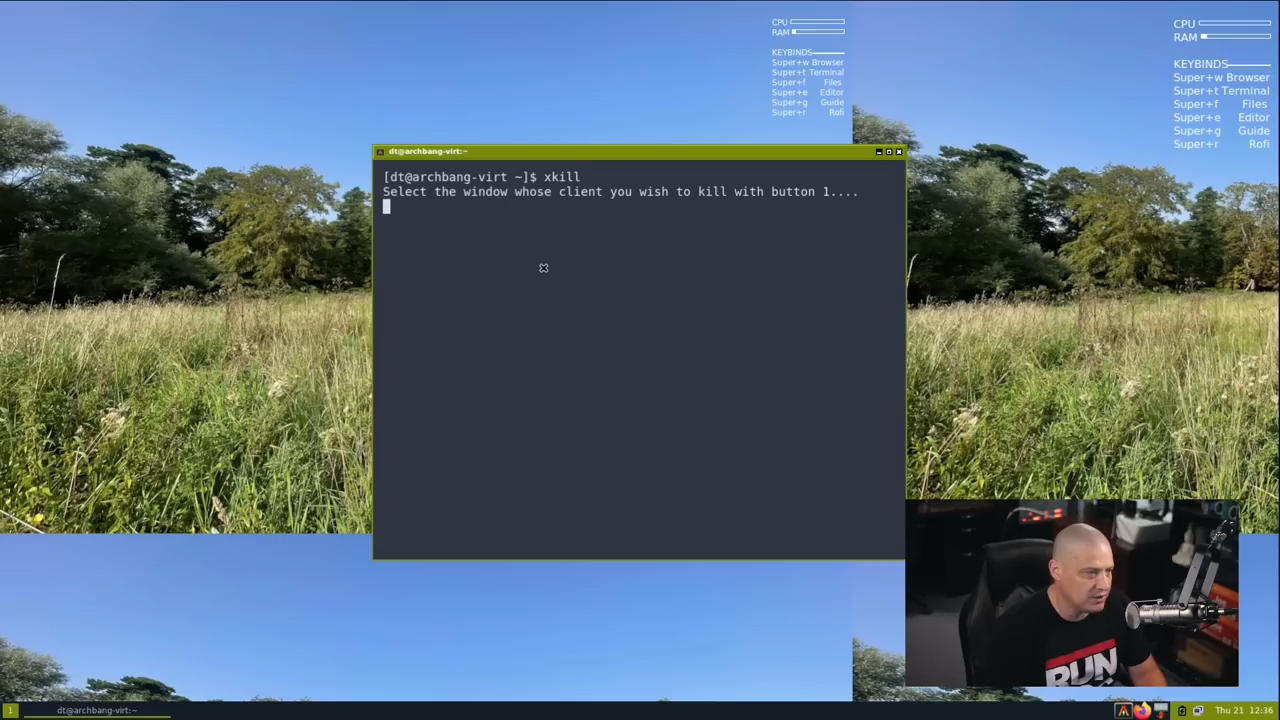 CPU
RAM
KEYBINDS
Super+w Browser
Super+t Terminal
Super+f Files
Super+e Editor
Super+g Guide
Super+r Rofi
CPU
RAM
KEYBINDS
Super+w Browser
Super+t Terminal
Super+f Files
Super+e Editor
Super+g Guide
Super+r Rofi
dt@archbang-virt:~
[dt@archbang-virt ~]$ xkill
Select the window whose client you wish to kill with button 1....
RUN
1 dt@archbang-virt:~ Thu 21 12:36